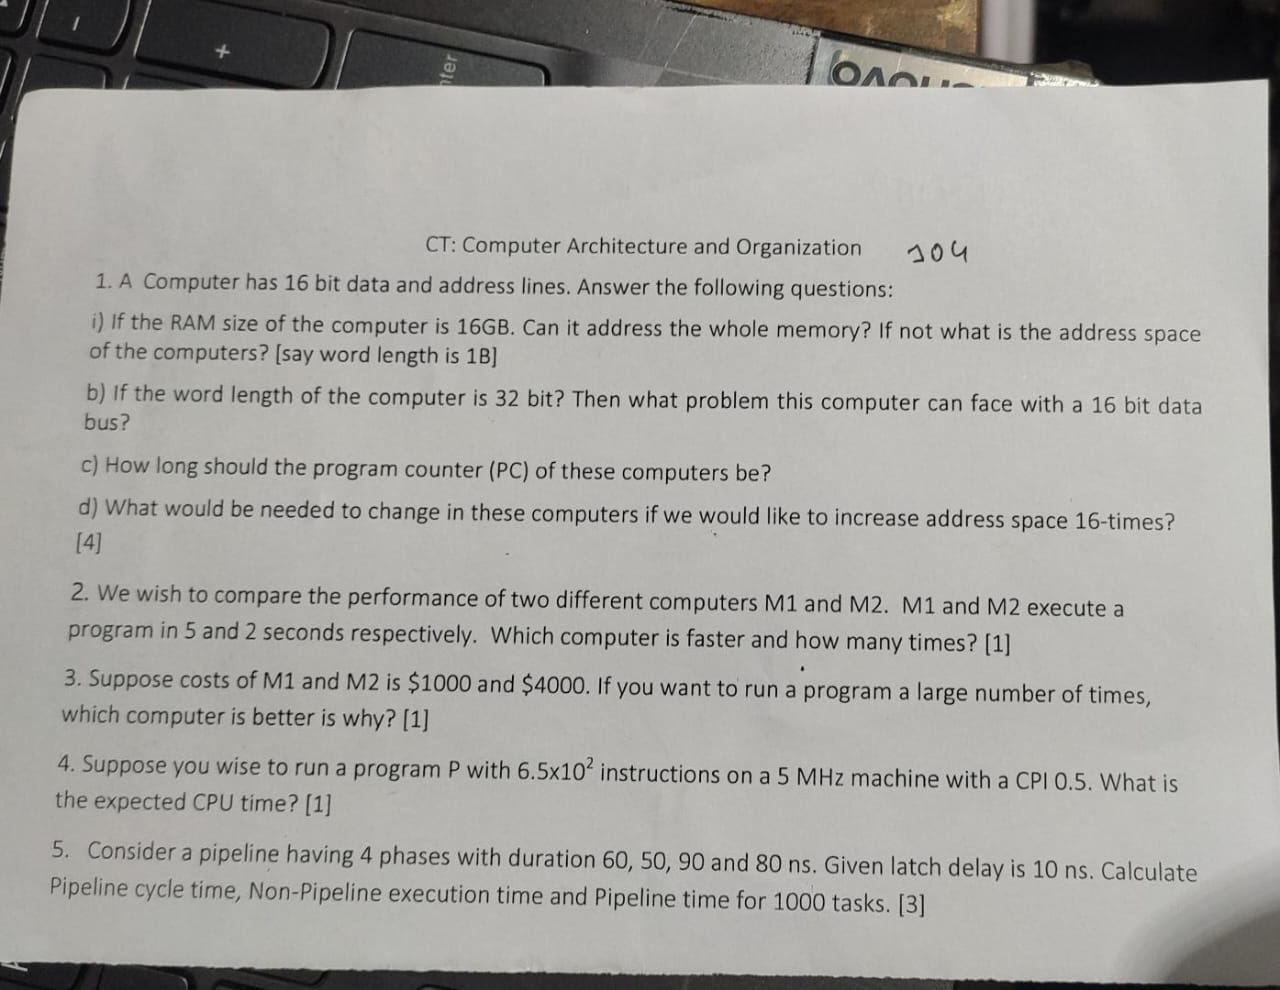 -
+
nter
CT: Computer Architecture and Organization 104
1. A Computer has 16 bit data and address lines. Answer the following questions:
i) If the RAM size of the computer is 16GB. Can it address the whole memory? If not what is the address space
of the computers? [say word length is 1B]
b) If the word length of the computer is 32 bit? Then what problem this computer can face with a 16 bit data
bus?
c) How long should the program counter (PC) of these computers be?
d) What would be needed to change in these computers if we would like to increase address space 16-times?
[4]
2. We wish to compare the performance of two different computers M1 and M2. M1 and M2 execute a
program in 5 and 2 seconds respectively. Which computer is faster and how many times? [1]
3. Suppose costs of M1 and M2 is $1000 and $4000. If you want to run a program a large number of times,
which computer is better is why? [1]
4. Suppose you wise to run a program P with 6.5x10² instructions on a 5 MHz machine with a CPI 0.5. What is
the expected CPU time? [1]
5. Consider a pipeline having 4 phases with duration 60, 50, 90 and 80 ns. Given latch delay is 10 ns. Calculate
Pipeline cycle time, Non-Pipeline execution time and Pipeline time for 1000 tasks. [3]